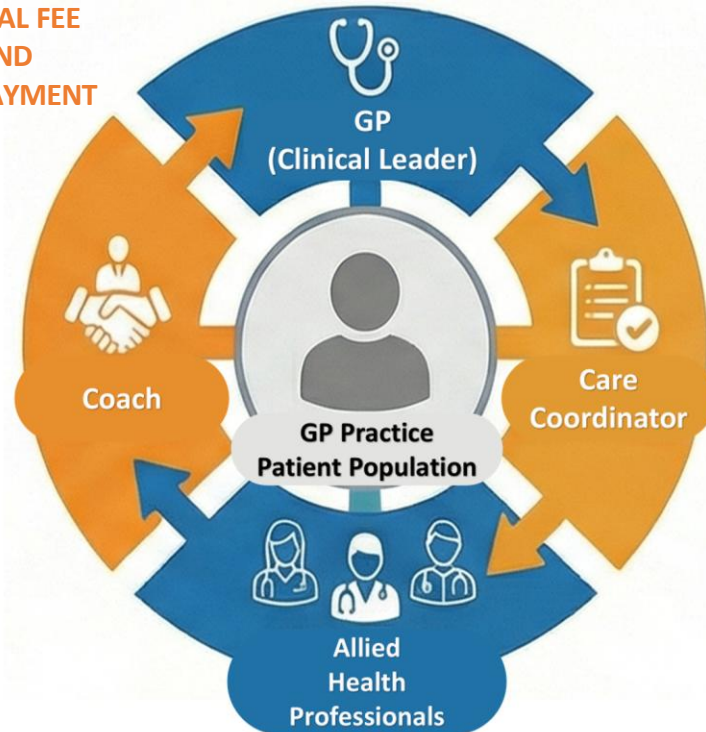 AL FEE
ND
AYMENT
GP
(Clinical Leader)
Coach
Care
Coordinator
GP Practice
Patient Population
Allied
Health
Professionals